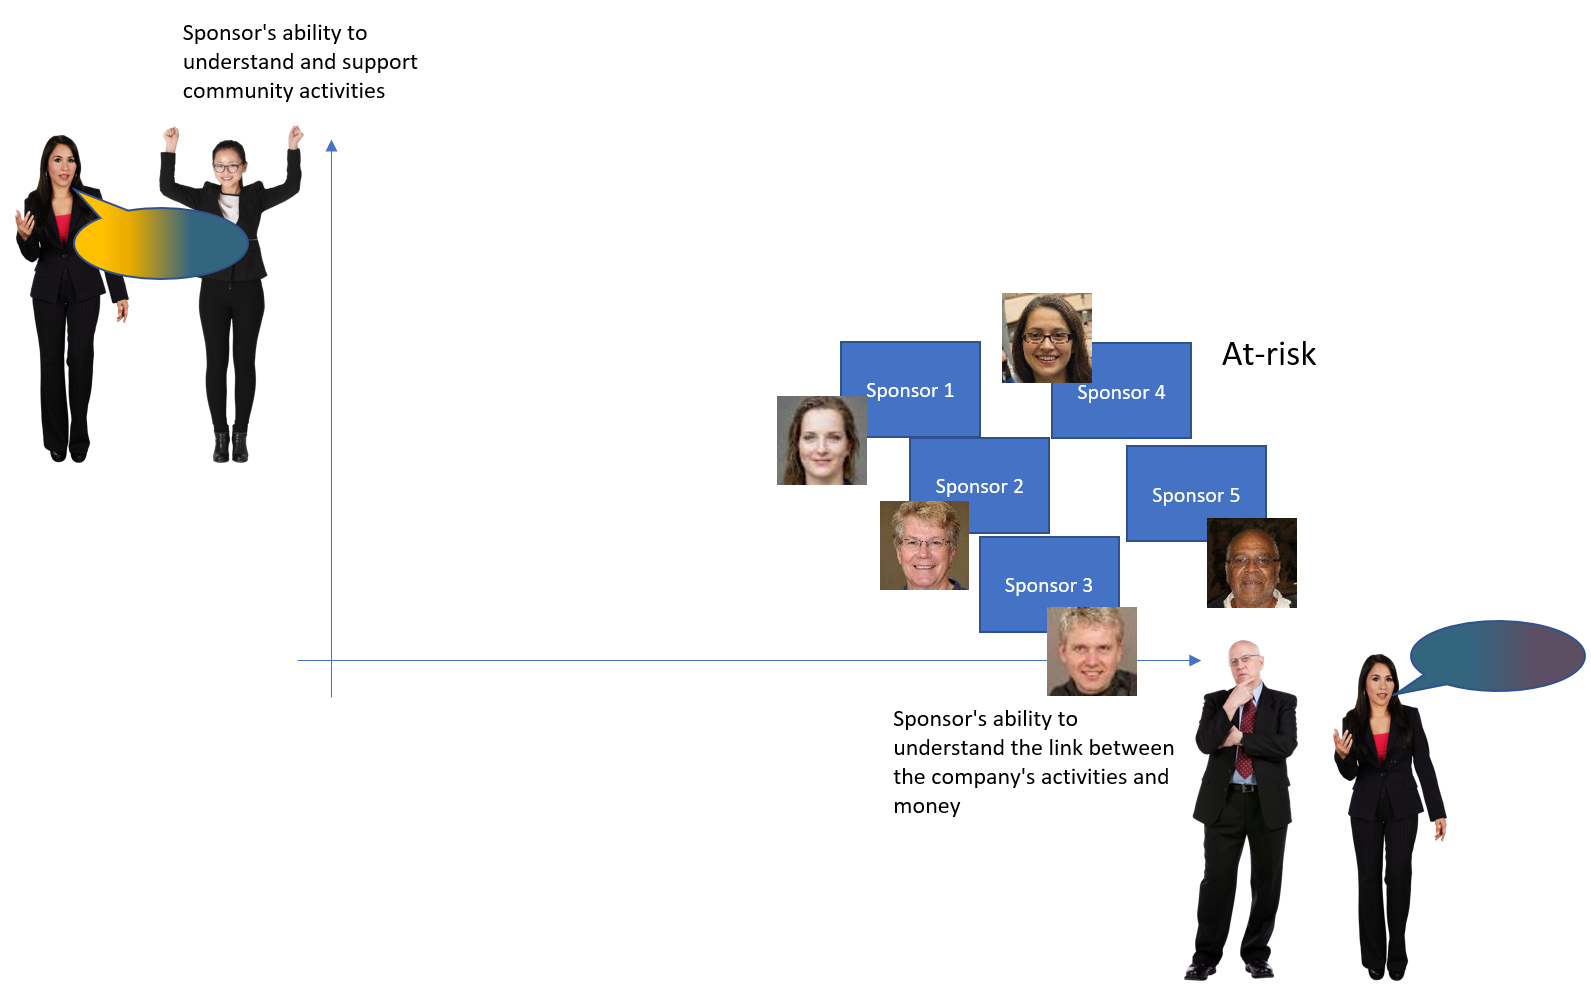 Sponsor's ability to
understand and support
community activities
At-risk
Sponsor 1
Sponsor 4
Sponsor 2
Sponsor 5
Sponsor 3
Sponsor's ability to
understand the link between
the company's activities and
money